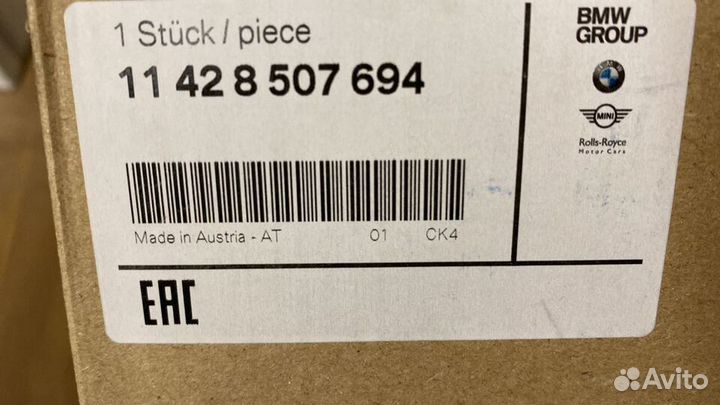 1 Stück / piece
11 42 8 507 694
BMW
GROUP
BMW
MINI
Rolls-Royce
Motor Cars
Made in Austria - AT 01 CK4
EAC
Avito